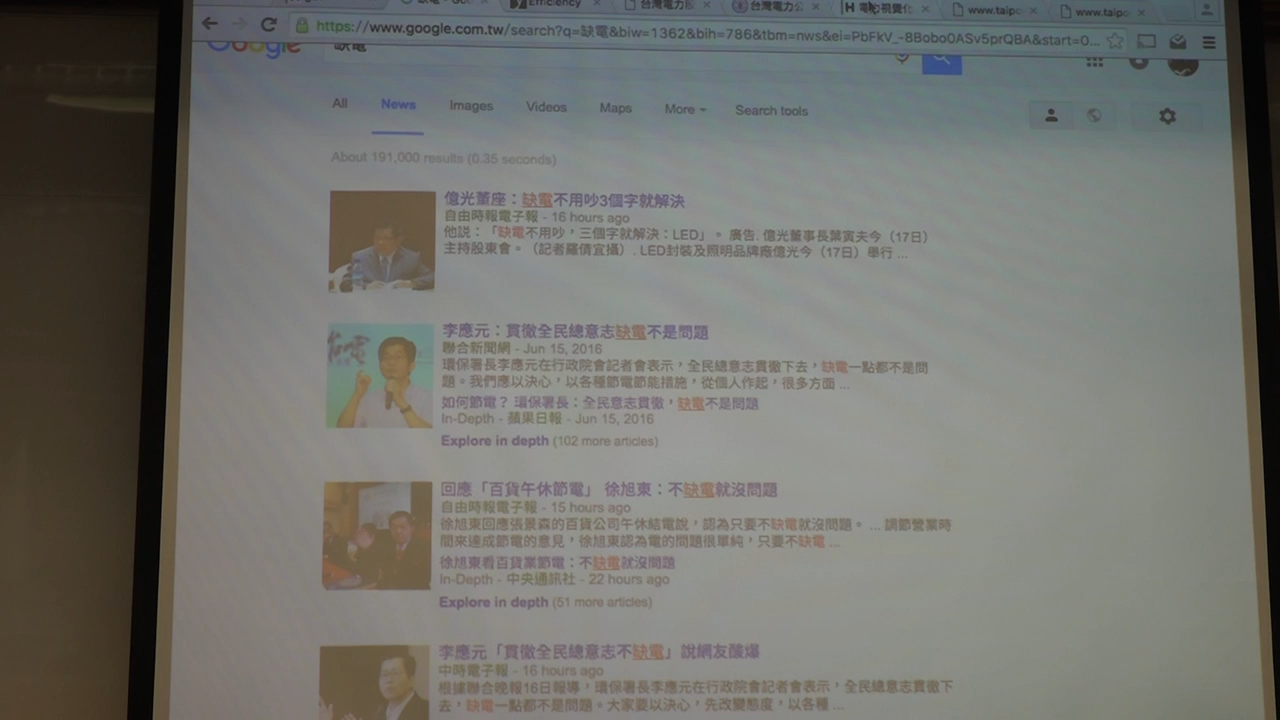 Efficiency
台灣電力
台灣電力公
H 電力視覺化
www.taipo
www.taipo
https://www.google.com.tw/search?q=缺電&biw=1362&bih=786&tbm=nws&ei=PbFkV_-8Bobo0ASv5prQBA&start=0...
Google 缺電
All News Images Videos Maps More Search tools
About 191,000 results (0.35 seconds)
億光董座：缺電不用吵3個字就解決
自由時報電子報 - 16 hours ago
他說：「缺電不用吵，三個字就解決：LED」。 廣告. 億光董事長葉寅夫今（17日）
主持股東會。（記者羅倩宜攝）. LED封裝及照明品牌廠億光今（17日）舉行 ...
李應元：貫徹全民總意志缺電不是問題
聯合新聞網 - Jun 15, 2016
環保署長李應元在行政院會記者會表示，全民總意志貫徹下去，缺電一點都不是問
題。我們應以決心，以各種節電節能措施，從個人作起，很多方面 ...
如何節電？ 環保署長：全民意志貫徹，缺電不是問題
In-Depth - 蘋果日報 - Jun 15, 2016
Explore in depth (102 more articles)
回應「百貨午休節電」 徐旭東：不缺電就沒問題
自由時報電子報 - 15 hours ago
徐旭東回應張景森的百貨公司午休結電說，認為只要不缺電就沒問題。 ... 調節營業時
間來達成節電的意見，徐旭東認為電的問題很單純，只要不缺電 ...
徐旭東看百貨業節電：不缺電就沒問題
In-Depth - 中央通訊社 - 22 hours ago
Explore in depth (51 more articles)
李應元「貫徹全民總意志不缺電」說網友酸爆
中時電子報 - 16 hours ago
根據聯合晚報16日報導，環保署長李應元在行政院會記者會表示，全民總意志貫徹下
去，缺電一點都不是問題。大家要以決心，先改變態度，以各種 ...